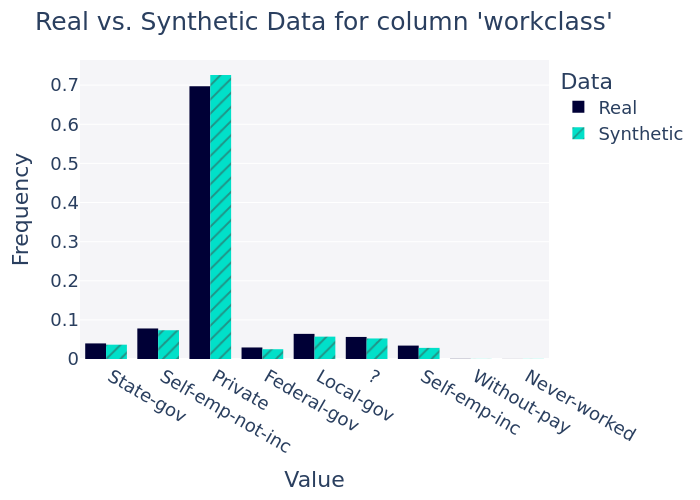 Real vs. Synthetic Data for column 'workclass'
Data
Real
Synthetic
Frequency
0.7
0.6
0.5
0.4
0.3
0.2
0.1
0
State-gov
Self-emp-not-inc
Private
Federal-gov
Local-gov
?
Self-emp-inc
Without-pay
Never-worked
Value